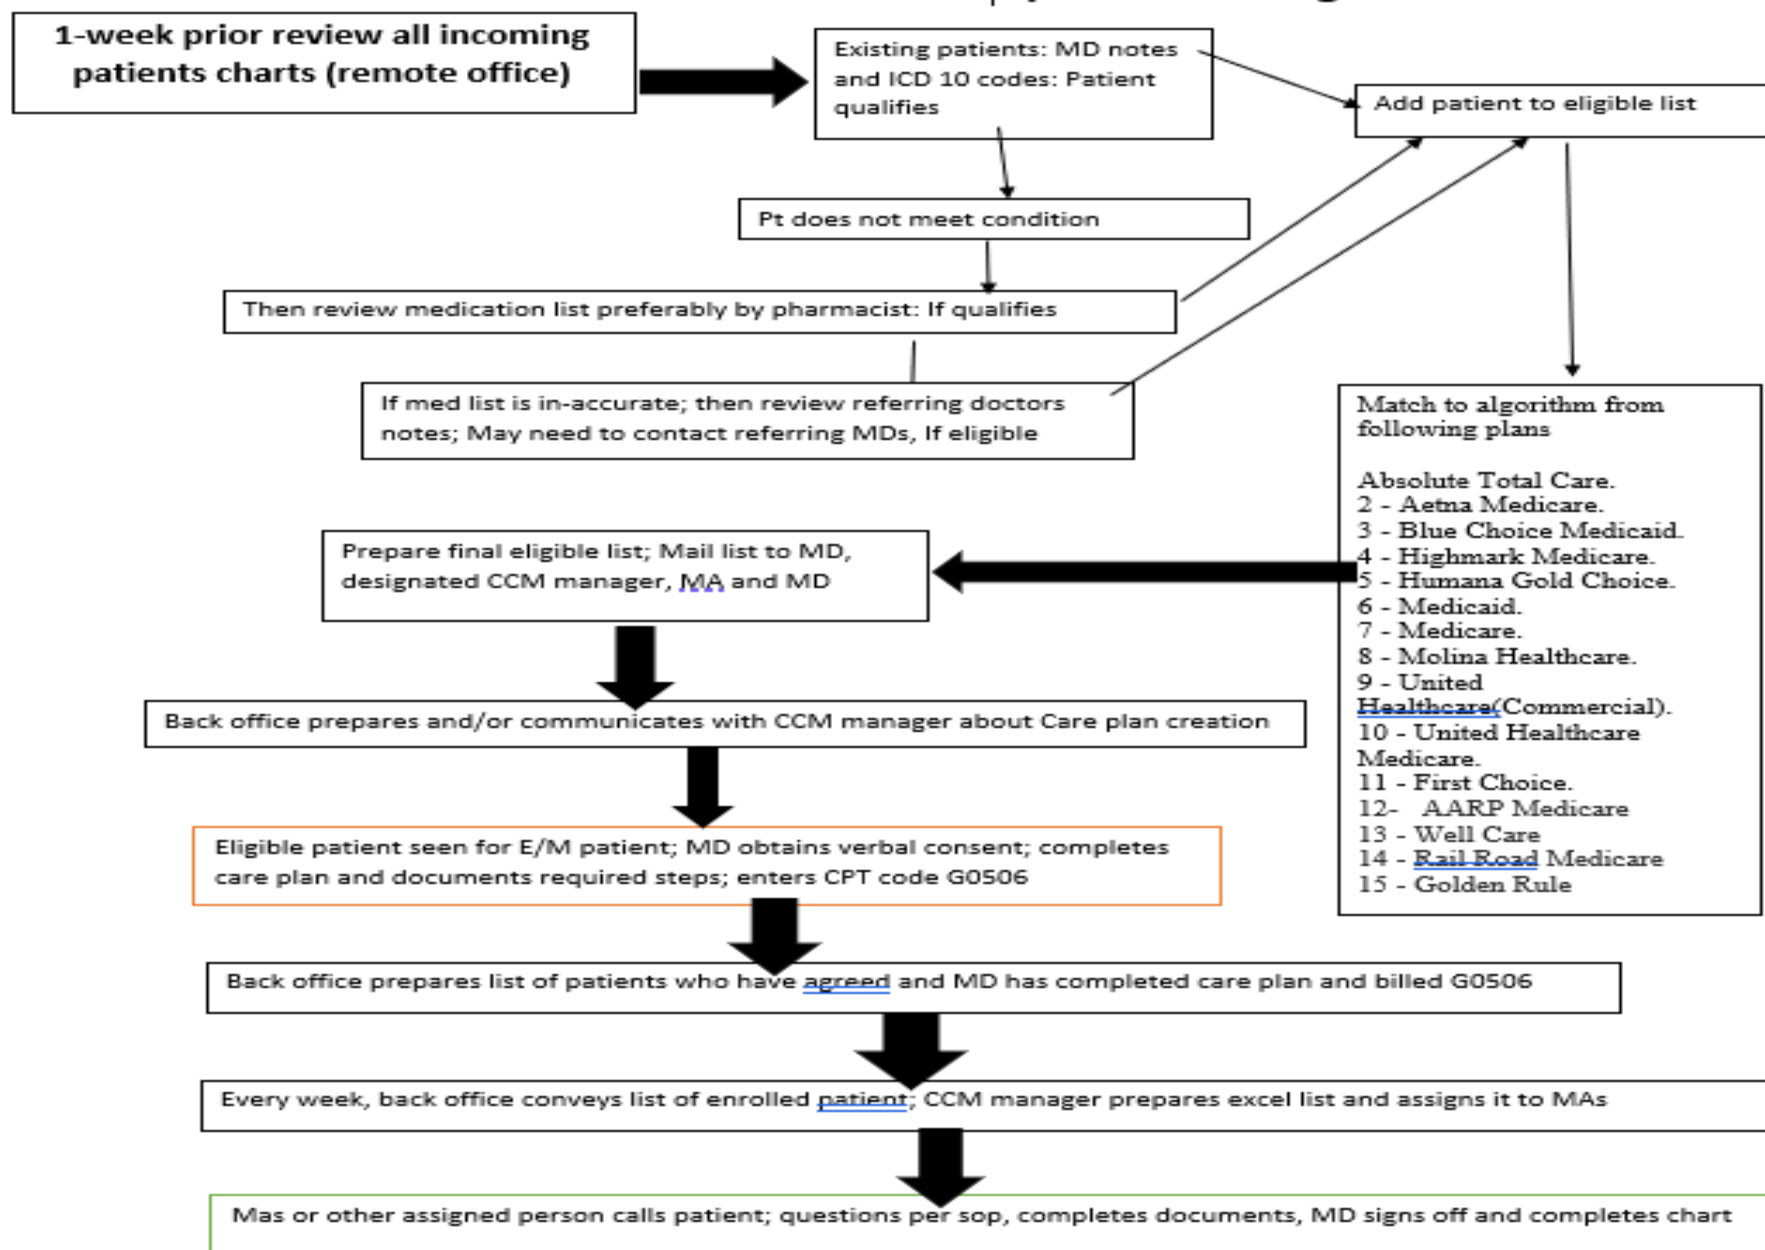 1-week prior review all incoming
patients charts (remote office)
Existing patients: MD notes
and ICD 10 codes: Patient
qualifies
Add patient to eligible list
Pt does not meet condition
Then review medication list preferably by pharmacist: If qualifies
If med list is in-accurate; then review referring doctors
notes; May need to contact referring MDs, If eligible
Match to algorithm from
following plans
Absolute Total Care.
2 - Aetna Medicare.
3 - Blue Choice Medicaid.
4 - Highmark Medicare.
5 - Humana Gold Choice.
6 - Medicaid.
7 - Medicare.
8 - Molina Healthcare.
9 - United
Healthcare(Commercial).
10 - United Healthcare
Medicare.
11 - First Choice.
12- AARP Medicare
13 - Well Care
14 - Rail Road Medicare
15 - Golden Rule
Prepare final eligible list; Mail list to MD,
designated CCM manager, MA and MD
Back office prepares and/or communicates with CCM manager about Care plan creation
Eligible patient seen for E/M patient; MD obtains verbal consent; completes
care plan and documents required steps; enters CPT code G0506
Back office prepares list of patients who have agreed and MD has completed care plan and billed G0506
Every week, back office conveys list of enrolled patient; CCM manager prepares excel list and assigns it to MAs
Mas or other assigned person calls patient; questions per sop, completes documents, MD signs off and completes chart